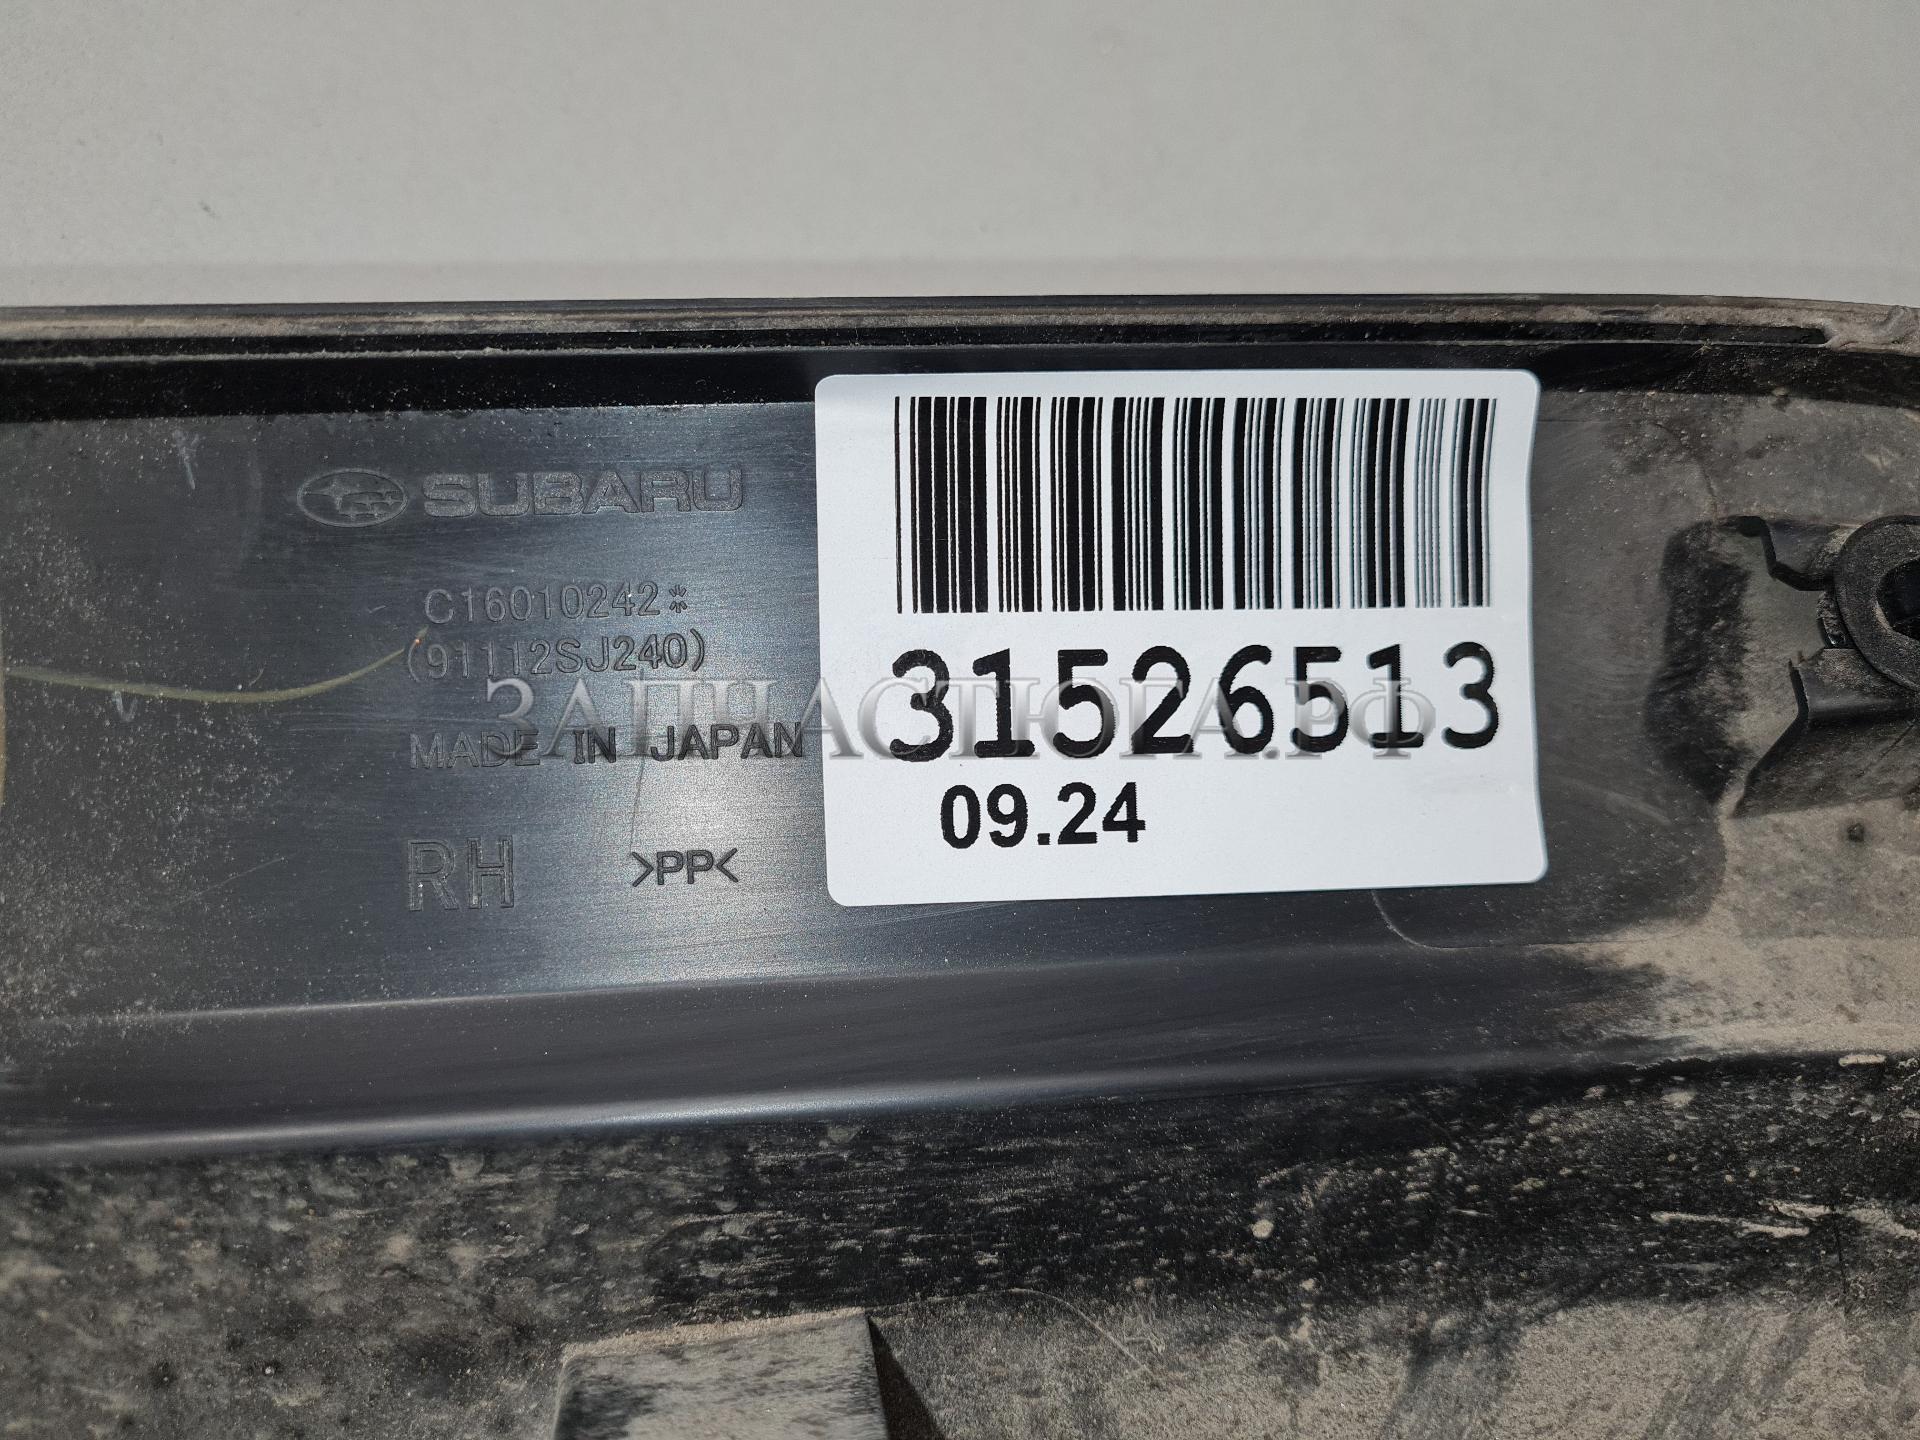 SUBARU
C16010242*
(91112SJ240)
MADE IN JAPAN
RH >PP<
31526513
09.24
ЗАПЧАСТЮГА.РФ